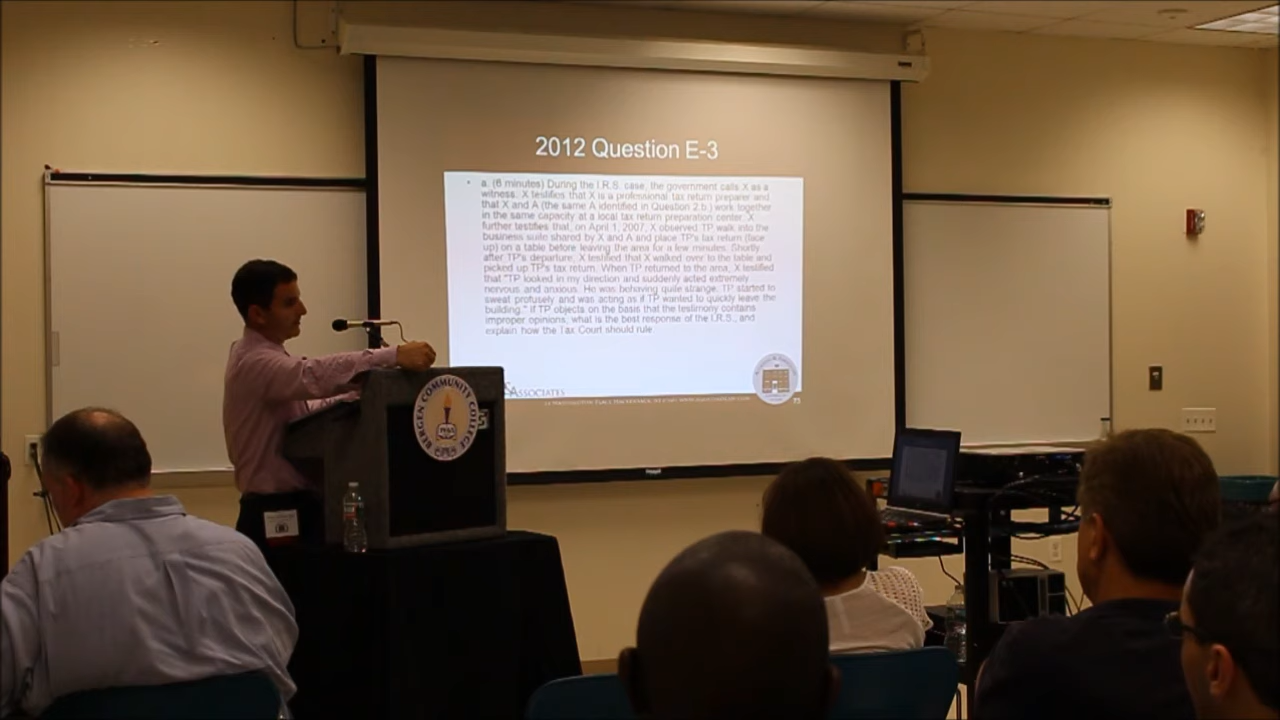 2012 Question E-3
• a. (6 minutes) During the I.R.S. case, the government calls X as a
witness. X testifies that X is a professional tax return preparer and
that X and A (the same A identified in Question 2.b.) work together
in the same capacity at a local tax return preparation center. X
further testifies that, on April 1, 2007, X observed TP walk into the
business suite shared by X and A and place TP's tax return (face
up) on a table before leaving the area for a few minutes. Shortly
after TP's departure, X testified that X walked over to the table and
picked up TP's tax return. When TP returned to the area, X testified
that "TP looked in my direction and suddenly acted extremely
nervous and anxious. He was behaving quite strange. TP started to
sweat profusely and was acting as if TP wanted to quickly leave the
building." If TP objects on the basis that the testimony contains
improper opinions, what is the best response of the I.R.S., and
explain how the Tax Court should rule.
Associates
BERGEN COMMUNITY COLLEGE